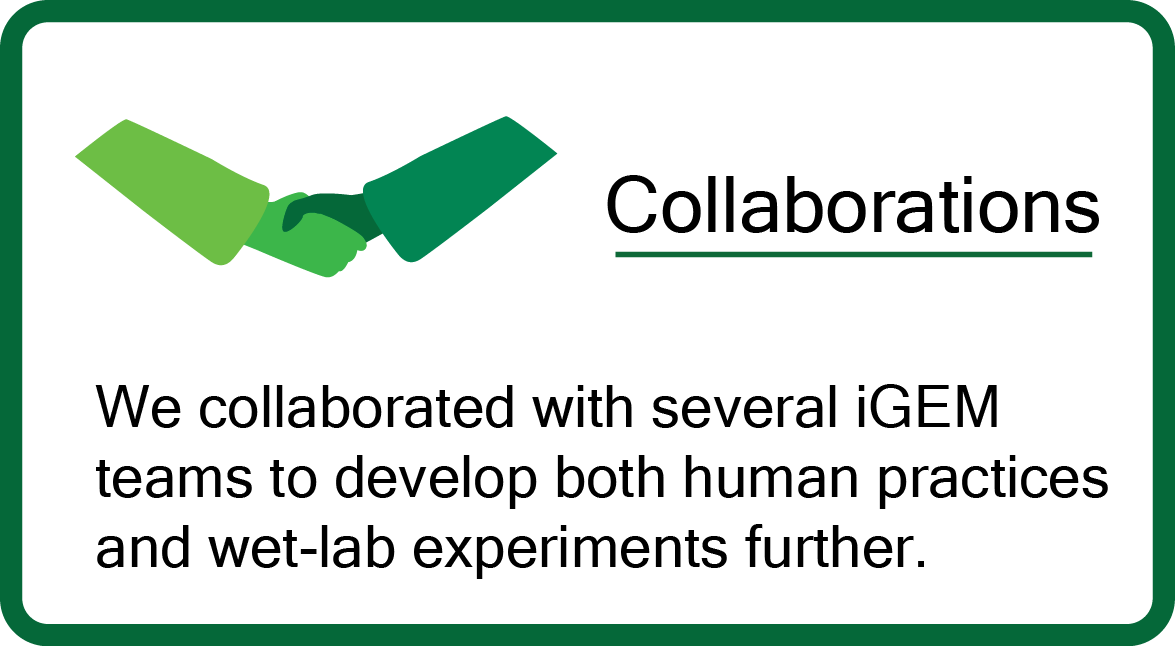 Collaborations
We collaborated with several iGEM
teams to develop both human practices
and wet-lab experiments further.